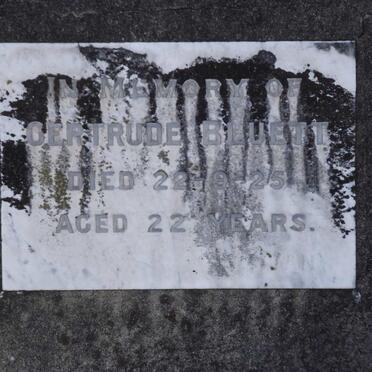 IN MEMORY OF
GERTRUDE BLUETT
DIED 22-9-25
AGED 22 YEARS.